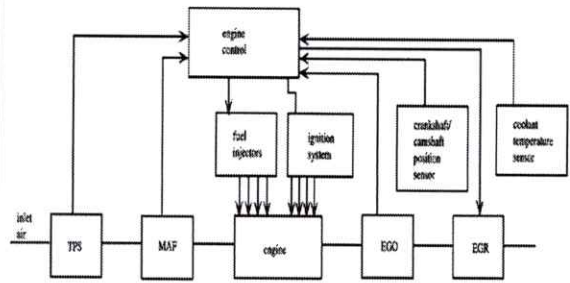 engine
control
fuel
injectors
ignition
system
crankshaft/
camshaft
position
sensor
coolant
temperature
sensor
inlet
air
TPS
MAF
engine
EGO
EGR